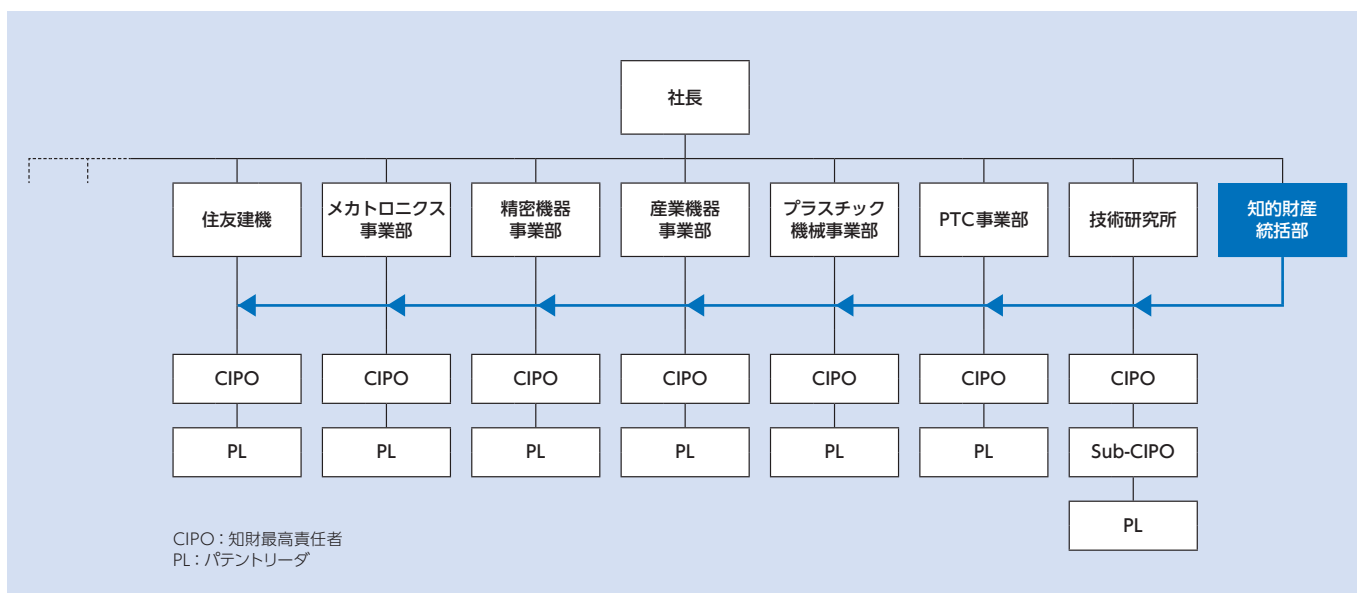 社長
住友建機
メカトロニクス
事業部
精密機器
事業部
産業機器
事業部
プラスチック
機械事業部
PTC事業部
技術研究所
知的財産
統括部
CIPO
CIPO
CIPO
CIPO
CIPO
CIPO
CIPO
PL
PL
PL
PL
PL
PL
Sub-CIPO
PL
CIPO：知財最高責任者
PL：パテントリーダ